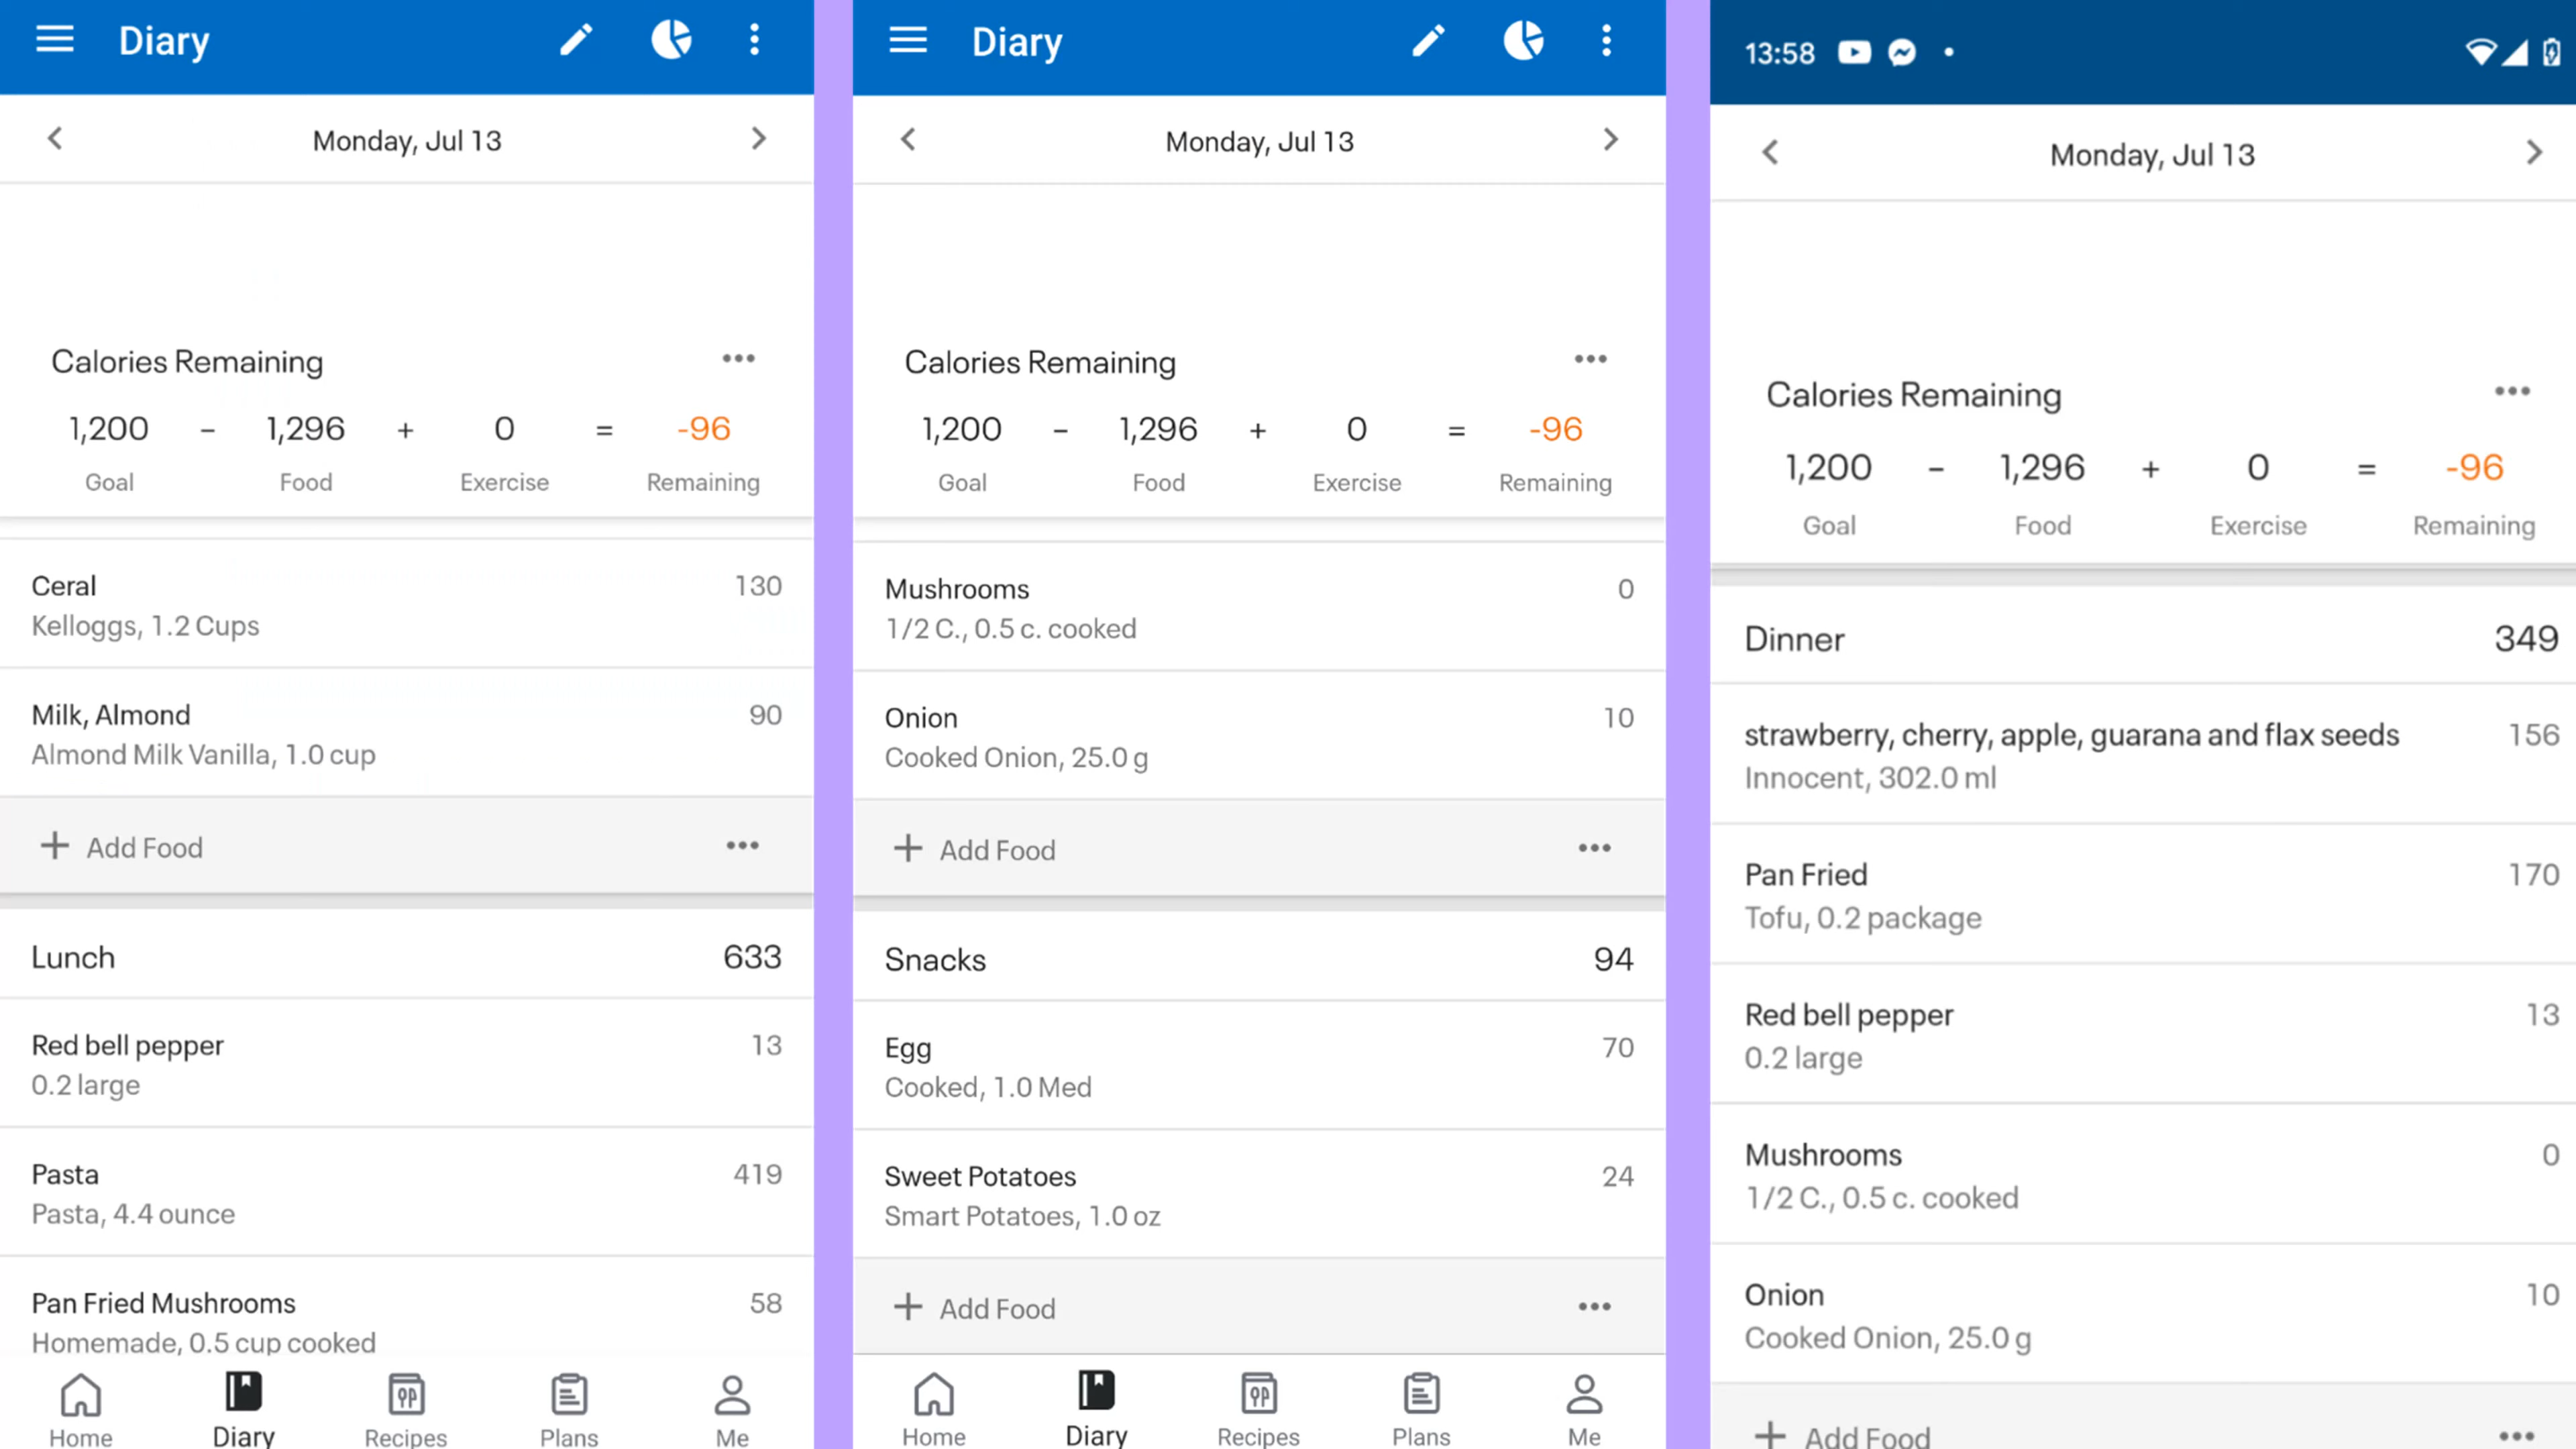 Diary
Monday, Jul 13
Calories Remaining
1,200 - 1,296 + 0 = -96
Goal Food Exercise Remaining
Ceral 130
Kelloggs, 1.2 Cups
Milk, Almond 90
Almond Milk Vanilla, 1.0 cup
+ Add Food
Lunch 633
Red bell pepper 13
0.2 large
Pasta 419
Pasta, 4.4 ounce
Pan Fried Mushrooms 58
Homemade, 0.5 cup cooked
Home Diary Recipes Plans Me
Diary
Monday, Jul 13
Calories Remaining
1,200 - 1,296 + 0 = -96
Goal Food Exercise Remaining
Mushrooms 0
1/2 C., 0.5 c. cooked
Onion 10
Cooked Onion, 25.0 g
+ Add Food
Snacks 94
Egg 70
Cooked, 1.0 Med
Sweet Potatoes 24
Smart Potatoes, 1.0 oz
+ Add Food
Home Diary Recipes Plans Me
13:58
Monday, Jul 13
Calories Remaining
1,200 - 1,296 + 0 = -96
Goal Food Exercise Remaining
Dinner 349
strawberry, cherry, apple, guarana and flax seeds 156
Innocent, 302.0 ml
Pan Fried 170
Tofu, 0.2 package
Red bell pepper 13
0.2 large
Mushrooms 0
1/2 C., 0.5 c. cooked
Onion 10
Cooked Onion, 25.0 g
+ Add Food